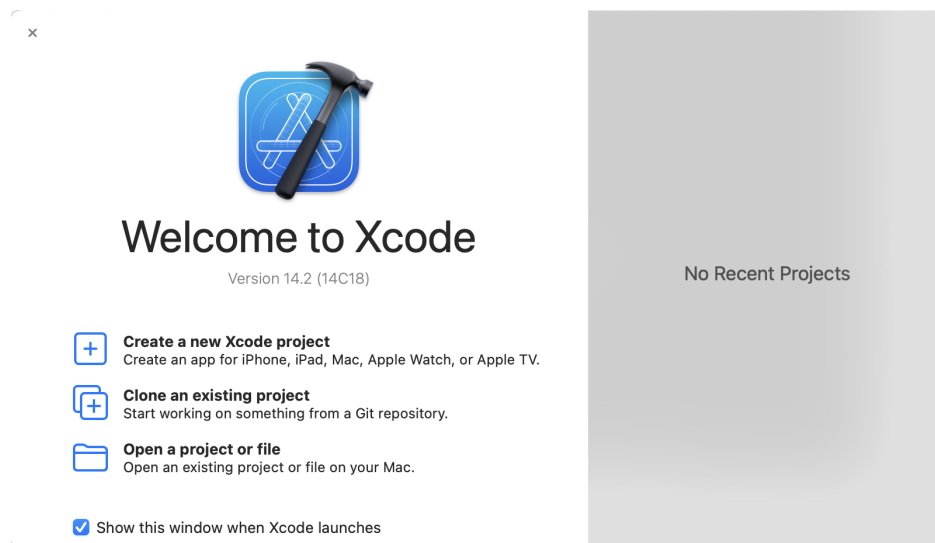 Welcome to Xcode
Version 14.2 (14C18)
No Recent Projects
Create a new Xcode project
Create an app for iPhone, iPad, Mac, Apple Watch, or Apple TV.
Clone an existing project
Start working on something from a Git repository.
Open a project or file
Open an existing project or file on your Mac.
Show this window when Xcode launches